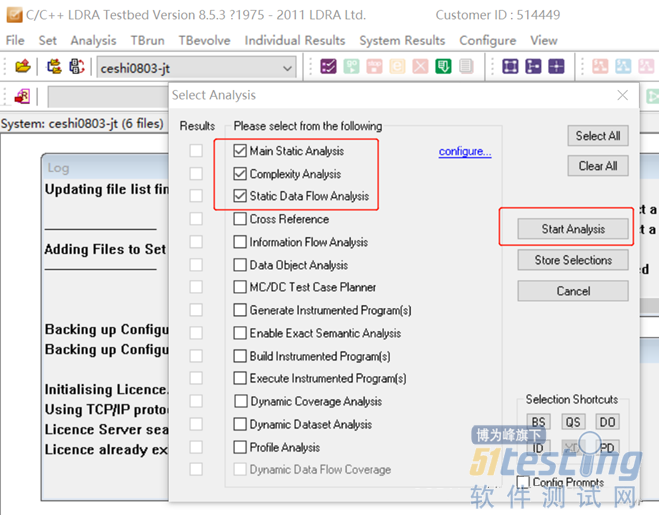 C/C++ LDRA Testbed Version 8.5.3 ?1975 - 2011 LDRA Ltd. Customer ID : 514449
File Set Analysis TBrun TBevolve Individual Results System Results Configure View
ceshi0803-jt
System: ceshi0803-jt (6 files)
Select Analysis
Results
Please select from the following
Main Static Analysis
configure...
Complexity Analysis
Static Data Flow Analysis
Cross Reference
Information Flow Analysis
Data Object Analysis
MC/DC Test Case Planner
Generate Instrumented Program(s)
Enable Exact Semantic Analysis
Build Instrumented Program(s)
Execute Instrumented Program(s)
Dynamic Coverage Analysis
Dynamic Dataset Analysis
Profile Analysis
Dynamic Data Flow Coverage
Select All
Clear All
Start Analysis
Store Selections
Cancel
Selection Shortcuts
BS QS DO
ID PD
Config Prompts
Log
Updating file list
Adding Files to Set
Backing up
Backing up
Initialising Licence.
Using TCP/IP
Licence Server
Licence already
博为峰旗下
51testing
软件测试网